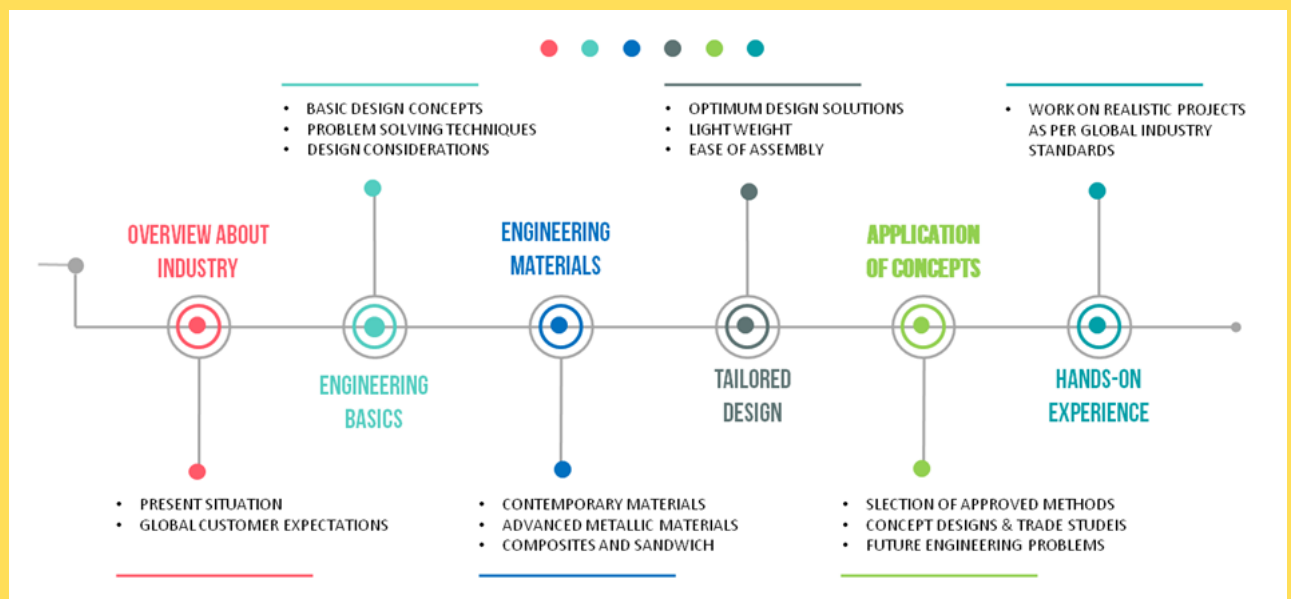 • BASIC DESIGN CONCEPTS
• PROBLEM SOLVING TECHNIQUES
• DESIGN CONSIDERATIONS
• OPTIMUM DESIGN SOLUTIONS
• LIGHT WEIGHT
• EASE OF ASSEMBLY
• WORK ON REALISTIC PROJECTS
AS PER GLOBAL INDUSTRY
STANDARDS
OVERVIEW ABOUT
INDUSTRY
ENGINEERING
MATERIALS
APPLICATION
OF CONCEPTS
ENGINEERING
BASICS
TAILORED
DESIGN
HANDS-ON
EXPERIENCE
• PRESENT SITUATION
• GLOBAL CUSTOMER EXPECTATIONS
• CONTEMPORARY MATERIALS
• ADVANCED METALLIC MATERIALS
• COMPOSITES AND SANDWICH
• SLECTION OF APPROVED METHODS
• CONCEPT DESIGNS & TRADE STUDEIS
• FUTURE ENGINEERING PROBLEMS